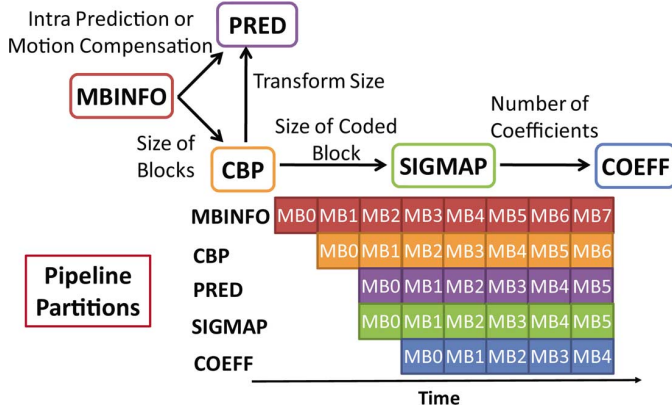 Intra Prediction or
Motion Compensation
PRED
MBINFO
Transform Size
Size of
Blocks
CBP
Size of Coded
Block
SIGMAP
Number of
Coefficients
COEFF
Pipeline
Partitions
MBINFO MB0 MB1 MB2 MB3 MB4 MB5 MB6 MB7
CBP MB0 MB1 MB2 MB3 MB4 MB5 MB6
PRED MB0 MB1 MB2 MB3 MB4 MB5
SIGMAP MB0 MB1 MB2 MB3 MB4 MB5
COEFF MB0 MB1 MB2 MB3 MB4
Time